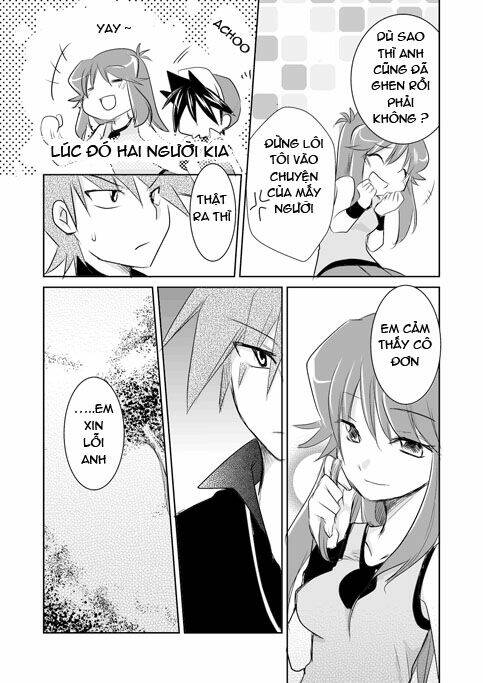 DÙ SAO
THÌ ANH
CŨNG ĐÃ
GHEN RỒI
PHẢI
KHÔNG ?
ĐỪNG LÔI
TÔI VÀO
CHUYỆN
CỦA MẤY
NGƯỜI
YAY ~
ACHOO
LÚC ĐÓ HAI NGƯỜI KIA
THẬT
RA THÌ
EM CẢM
THẤY CÔ
ĐƠN
.....EM
XIN
LỖI
ANH